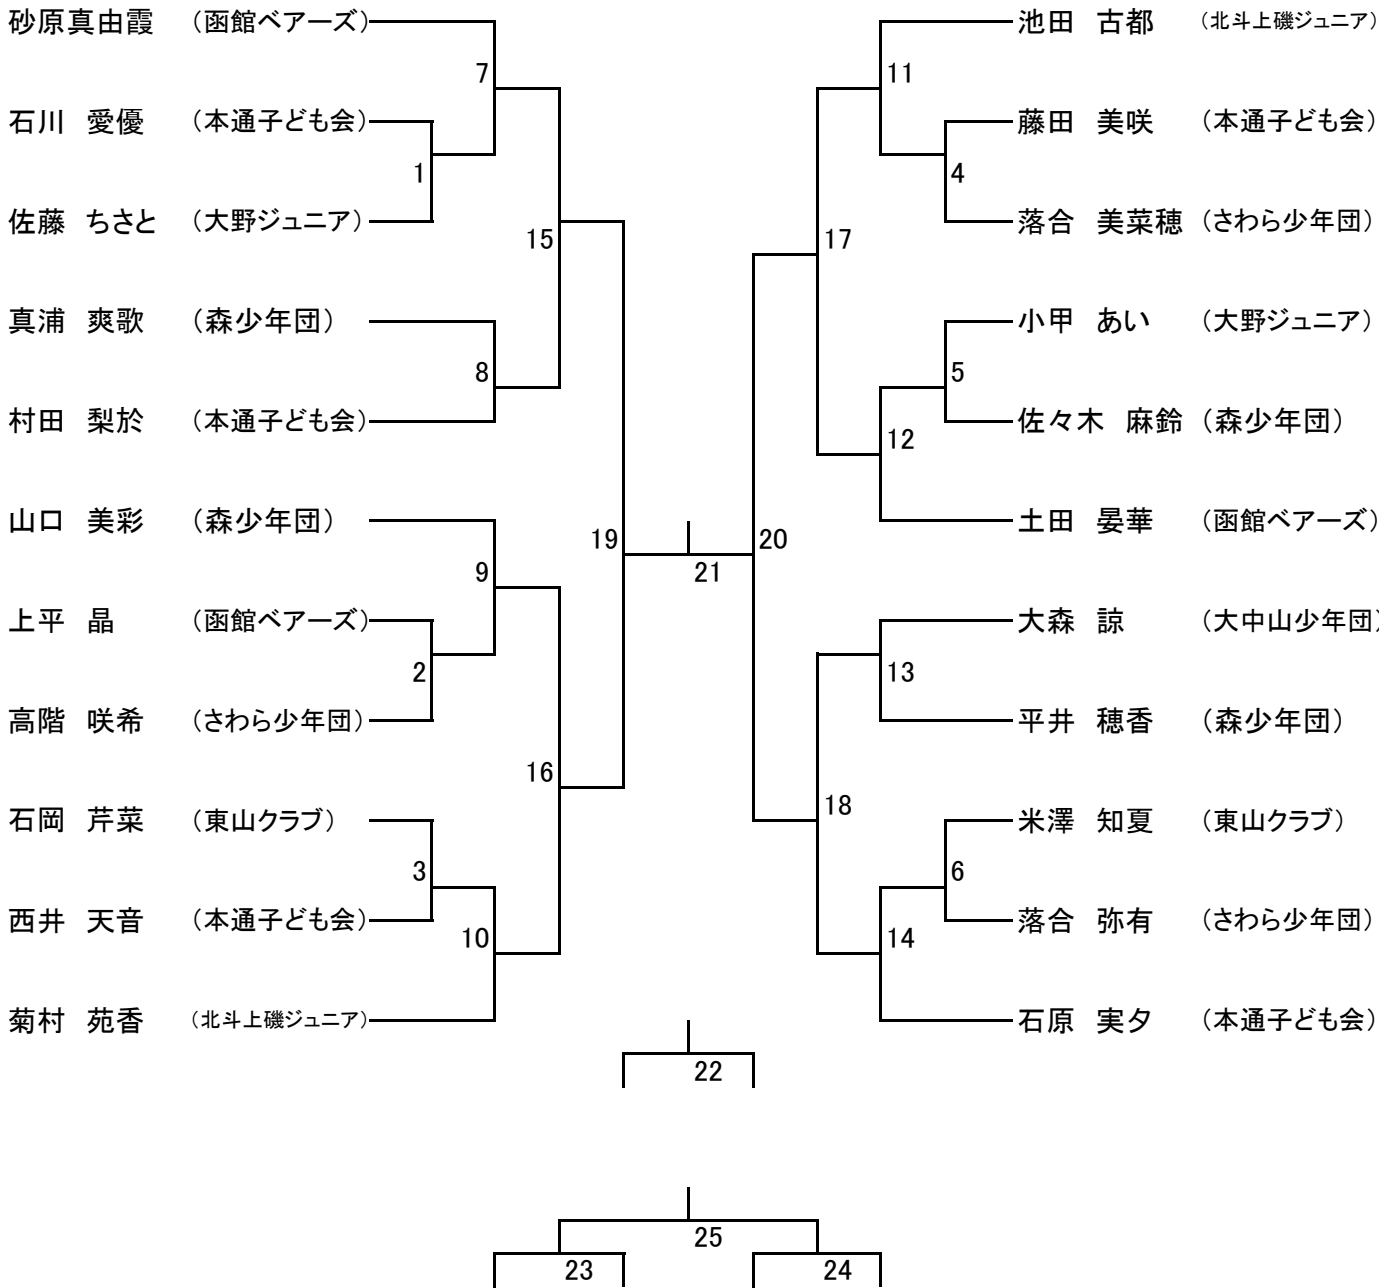 砂原真由霞 (函館ベアーズ)
7
石川 愛優 (本通子ども会)
1
佐藤 ちさと (大野ジュニア)
15
真浦 爽歌 (森少年団)
8
村田 梨於 (本通子ども会)
山口 美彩 (森少年団)
19
9
上平 晶 (函館ベアーズ)
2
高階 咲希 (さわら少年団)
16
石岡 芹菜 (東山クラブ)
3
西井 天音 (本通子ども会)
10
菊村 苑香 (北斗上磯ジュニア)
21
池田 古都 (北斗上磯ジュニア)
11
藤田 美咲 (本通子ども会)
4
落合 美菜穂 (さわら少年団)
17
小甲 あい (大野ジュニア)
5
佐々木 麻鈴 (森少年団)
12
土田 晏華 (函館ベアーズ)
20
大森 諒 (大中山少年団)
13
平井 穂香 (森少年団)
18
米澤 知夏 (東山クラブ)
6
落合 弥有 (さわら少年団)
14
石原 実夕 (本通子ども会)
22
25
23 24